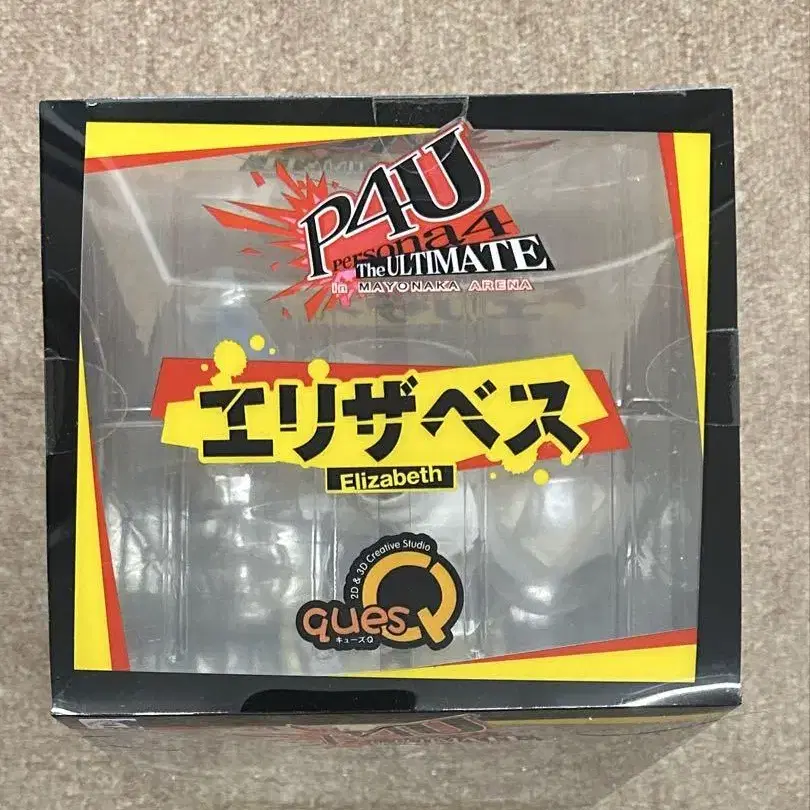 P4U
persona4
The ULTIMATE
in MAYONAKA ARENA
エリザベス
Elizabeth
2D & 3D Creative Studio
quesQ
キューズQ
P4U